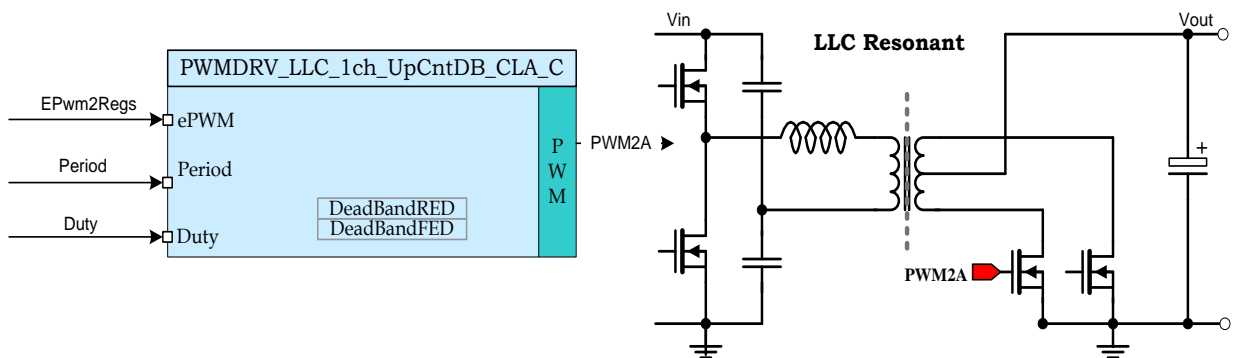 PWMDRV_LLC_1ch_UpCntDB_CLA_C
EPwm2Regs
ePWM
Period
Period
Duty
Duty
DeadBandRED
DeadBandFED
P
W
M
PWM2A
Vin
LLC Resonant
Vout
+
PWM2A